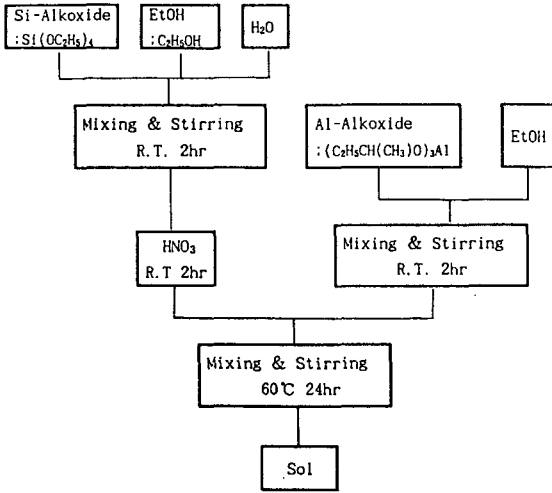 Si-Alkoxide
:Si(OC₂H₅)₄
EtOH
:C₂H₅OH
H₂O
Mixing & Stirring
R.T. 2hr
Al-Alkoxide
:(C₂H₅CH(CH₃)O)₃Al
EtOH
HNO₃
R.T 2hr
Mixing & Stirring
R.T. 2hr
Mixing & Stirring
60℃ 24hr
Sol